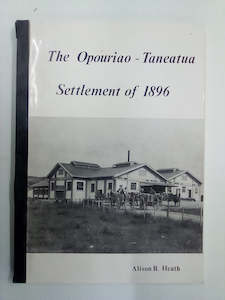 The Opouriao - Taneatua
Settlement of 1896
Alison B. Heath